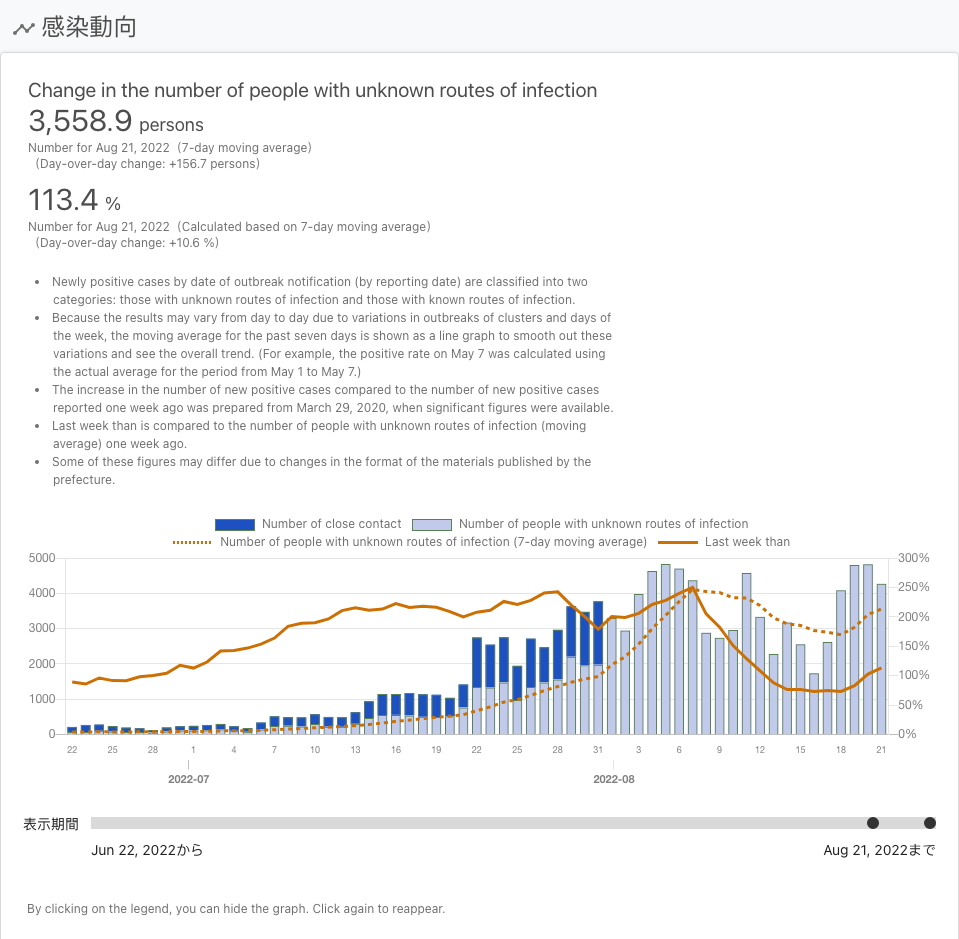 感染動向
Change in the number of people with unknown routes of infection
3,558.9 persons
Number for Aug 21, 2022 (7-day moving average)
(Day-over-day change: +156.7 persons)
113.4 %
Number for Aug 21, 2022 (Calculated based on 7-day moving average)
(Day-over-day change: +10.6 %)
• Newly positive cases by date of outbreak notification (by reporting date) are classified into two
categories: those with unknown routes of infection and those with known routes of infection.
• Because the results may vary from day to day due to variations in outbreaks of clusters and days of
the week, the moving average for the past seven days is shown as a line graph to smooth out these
variations and see the overall trend. (For example, the positive rate on May 7 was calculated using
the actual average for the period from May 1 to May 7.)
• The increase in the number of new positive cases compared to the number of new positive cases
reported one week ago was prepared from March 29, 2020, when significant figures were available.
• Last week than is compared to the number of people with unknown routes of infection (moving
average) one week ago.
• Some of these figures may differ due to changes in the format of the materials published by the
prefecture.
Number of close contact Number of people with unknown routes of infection
Number of people with unknown routes of infection (7-day moving average) Last week than
5000 300%
250%
4000
200%
3000
150%
2000
100%
1000
50%
0 0%
22 25 28 1 4 7 10 13 16 19 22 25 28 31 3 6 9 12 15 18 21
2022-07 2022-08
表示期間
Jun 22, 2022から Aug 21, 2022まで
By clicking on the legend, you can hide the graph. Click again to reappear.